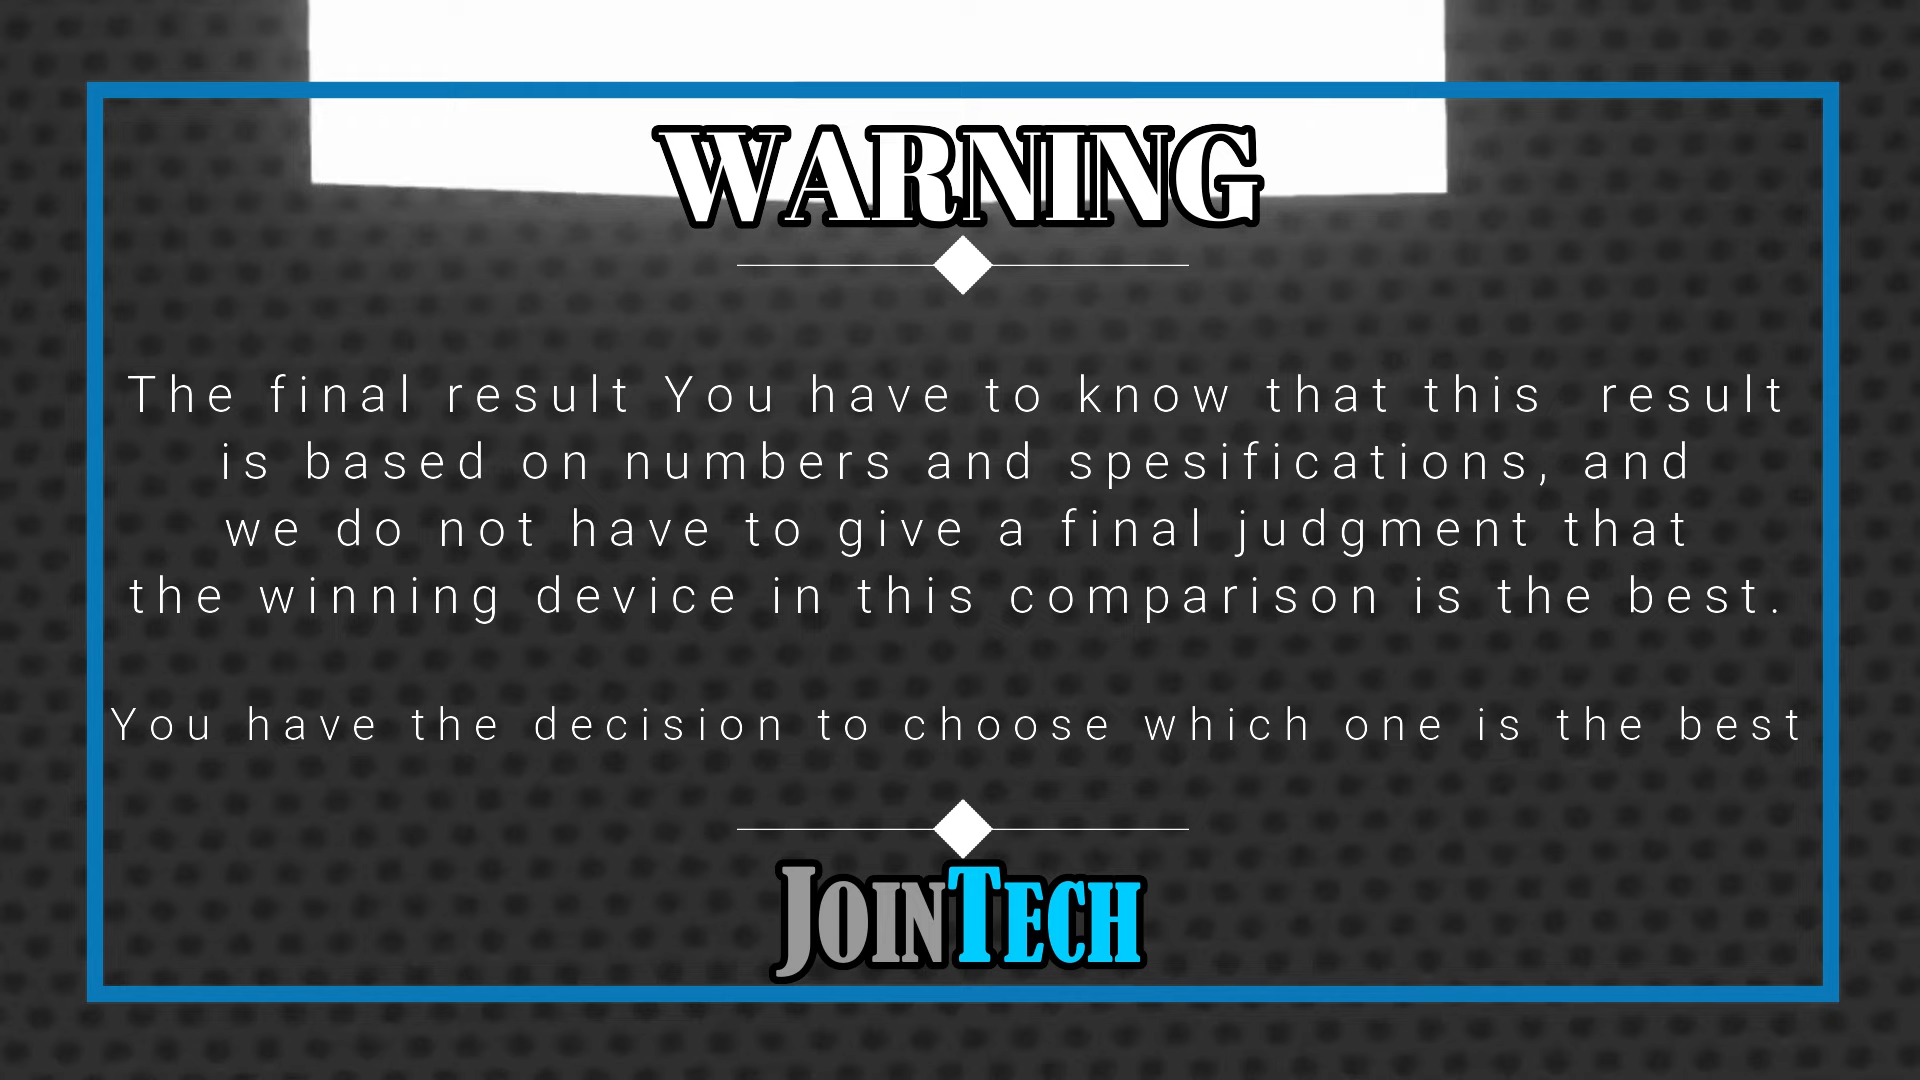 WARNING
The final result You have to know that this  result
is based on numbers and spesifications, and
we do not have to give a final judgment that
the winning device in this comparison is the best.
You have the decision to choose which one is the best
JOINTECH